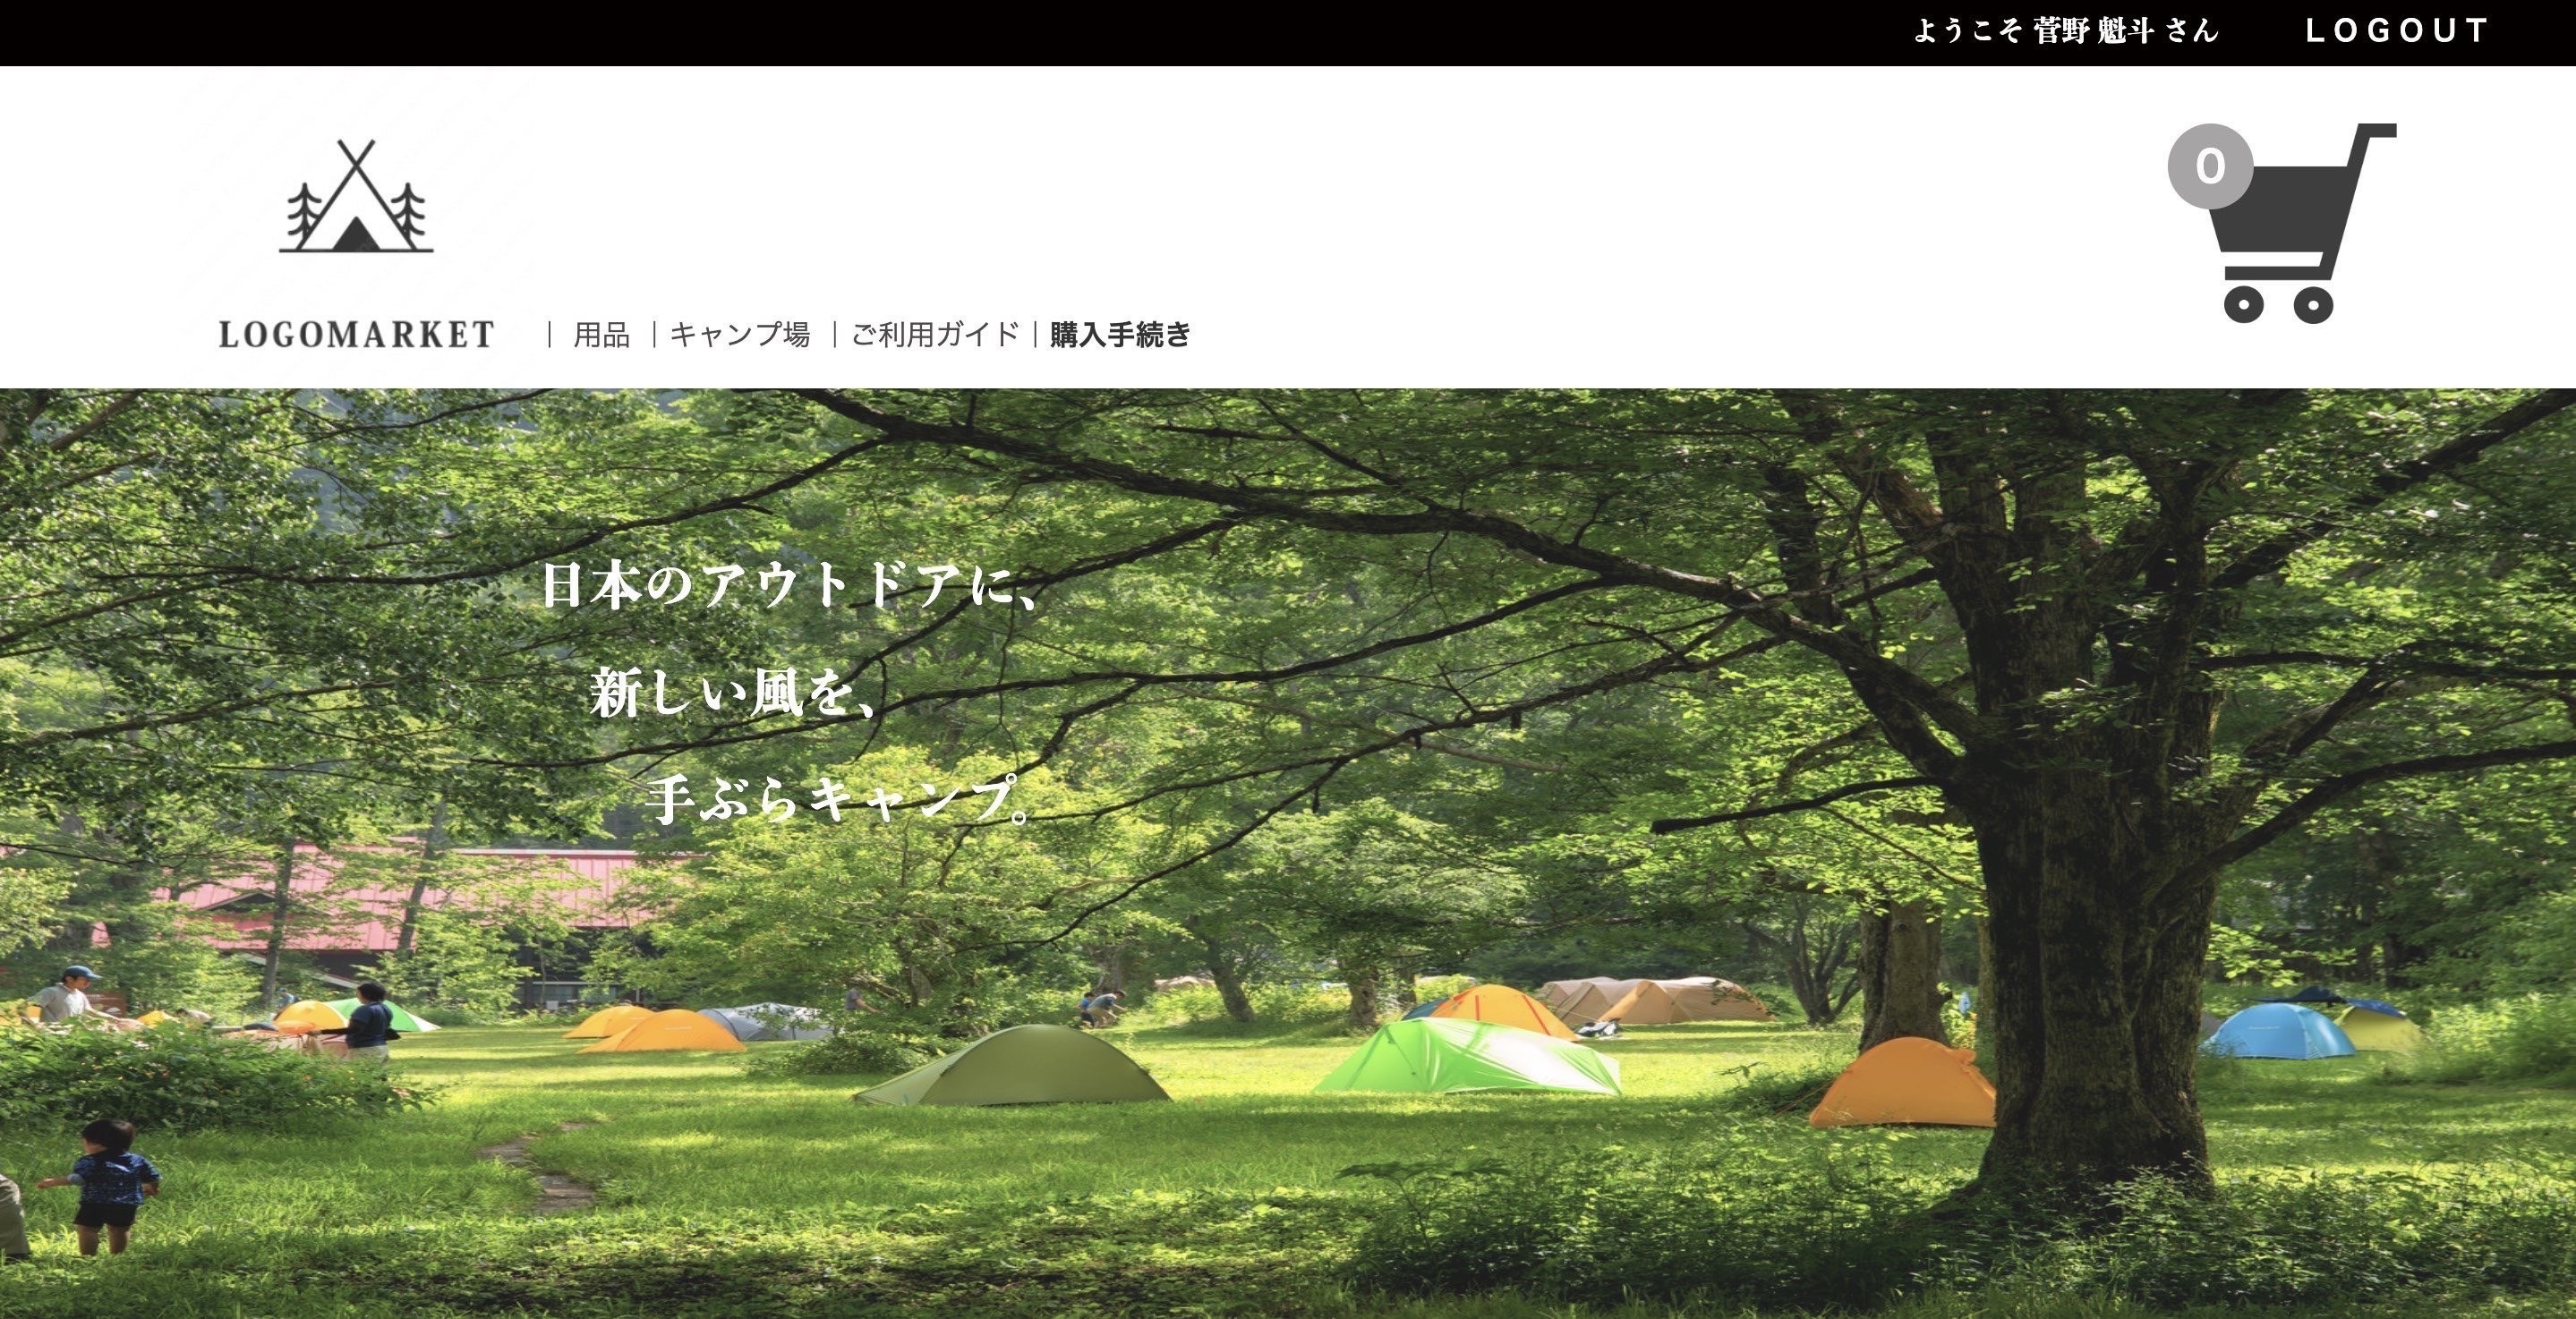 ようこそ 菅野 魁斗 さん LOGOUT
0
LOGOMARKET | 用品 |キャンプ場 |ご利用ガイド|購入手続き
日本のアウトドアに、
新しい風を、
手ぶらキャンプ。